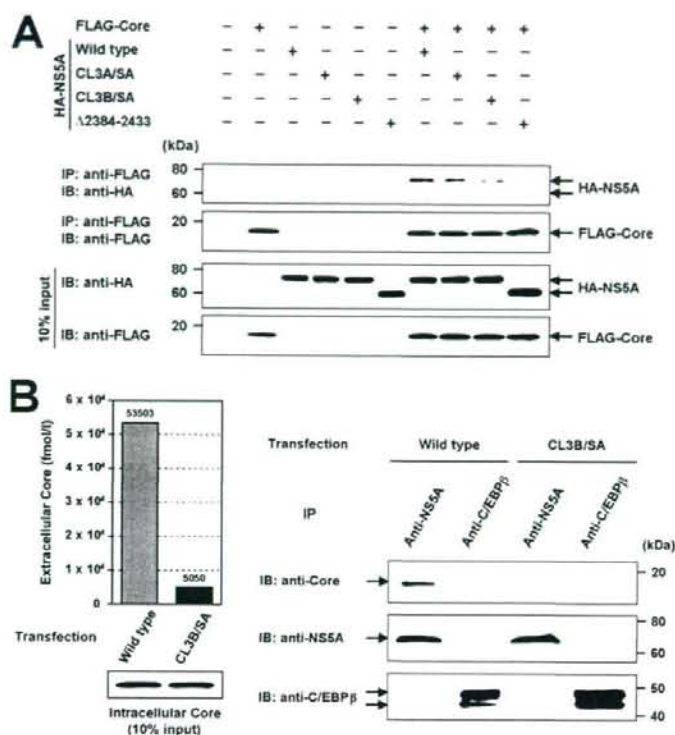 A
FLAG-Core – + – – – – + + + +
HA-NS5A
Wild type – – + – – – + – – –
CL3A/SA – – – + – – – + – –
CL3B/SA – – – – + – – – + –
Δ2384-2433 – – – – – + – – – +
(kDa)
IP: anti-FLAG
IB: anti-HA
80
60
HA-NS5A
IP: anti-FLAG
IB: anti-FLAG
20
FLAG-Core
10% input
IB: anti-HA
80
60
HA-NS5A
IB: anti-FLAG
20
FLAG-Core
B
Extracellular Core (fmol/l)
6 x 10⁴
5 x 10⁴
4 x 10⁴
3 x 10⁴
2 x 10⁴
1 x 10⁴
0
53503
5050
Transfection
Wild type
CL3B/SA
Intracellular Core
(10% input)
Transfection Wild type CL3B/SA
IP
Anti-NS5A
Anti-C/EBPβ
Anti-NS5A
Anti-C/EBPβ
(kDa)
IB: anti-Core
20
IB: anti-NS5A
80
60
IB: anti-C/EBPβ
50
40